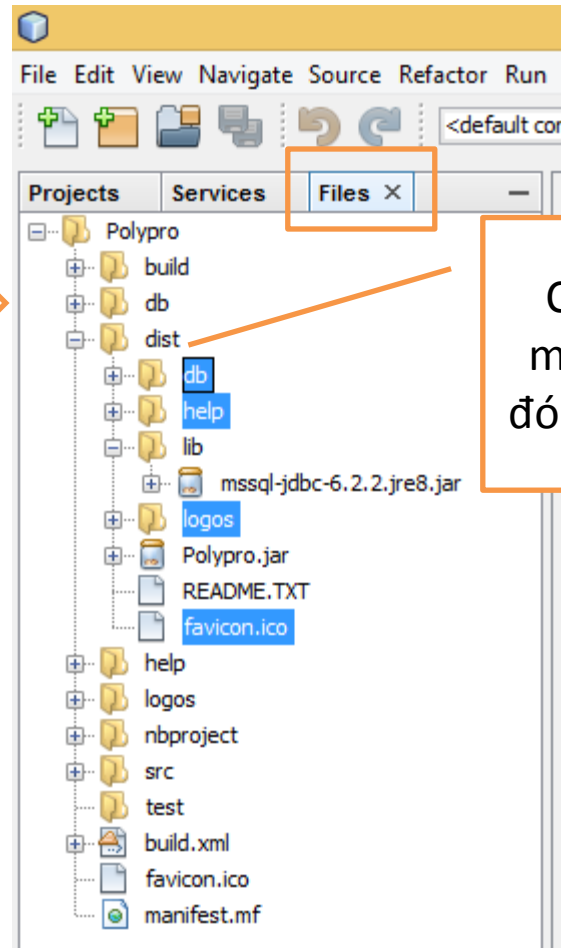 File Edit View Navigate Source Refactor Run
<default con
Projects Services Files ×
Polypro
build
db
dist
db
help
lib
mssql-jdbc-6.2.2.jre8.jar
logos
Polypro.jar
README.TXT
favicon.ico
help
logos
nbproject
src
test
build.xml
favicon.ico
manifest.mf
đó